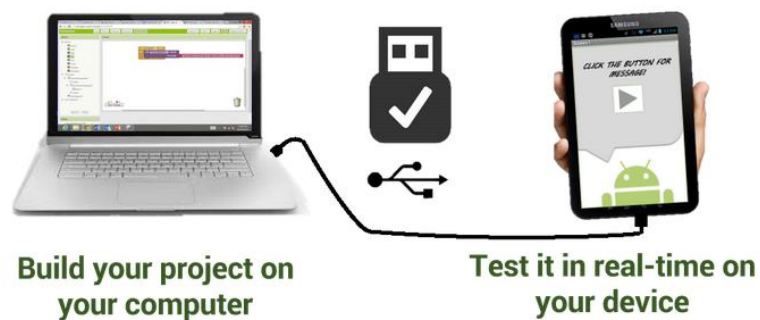 SAMSUNG
CLICK THE BUTTON FOR
MESSAGE!
Build your project on
your computer
Test it in real-time on
your device